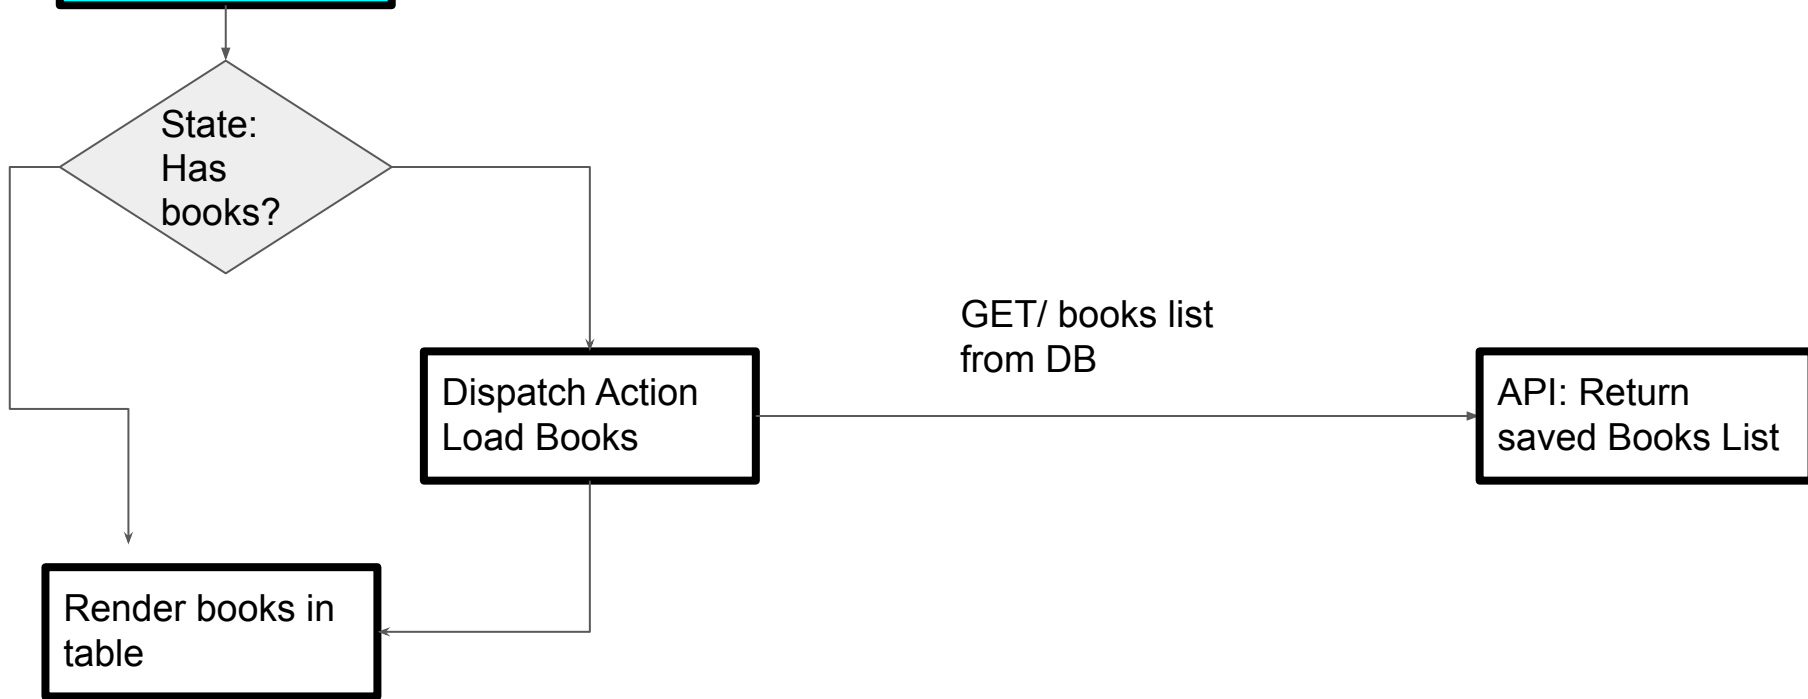 State:
Has
books?
GET/ books list
from DB
Dispatch Action
Load Books
API: Return
saved Books List
Render books in
table